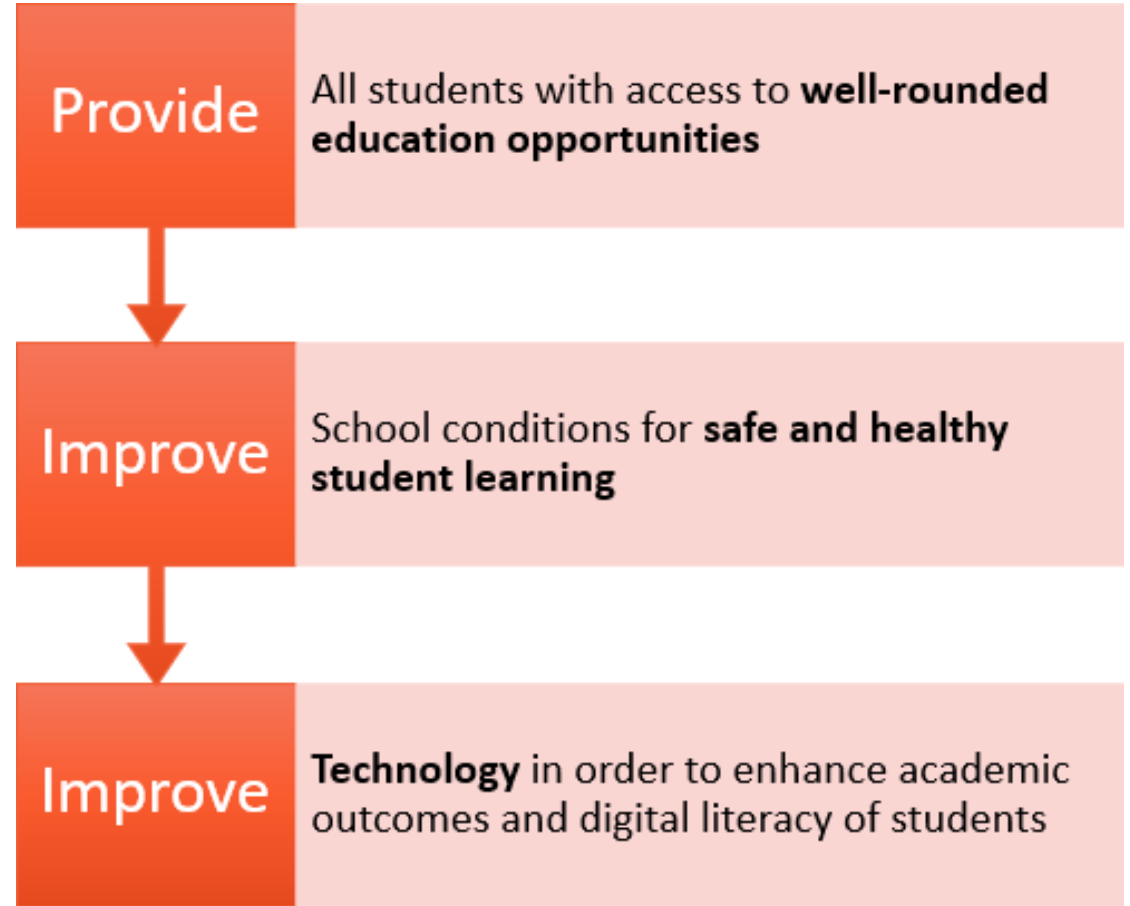 Provide
All students with access to well-rounded
education opportunities
Improve
School conditions for safe and healthy
student learning
Improve
Technology in order to enhance academic
outcomes and digital literacy of students